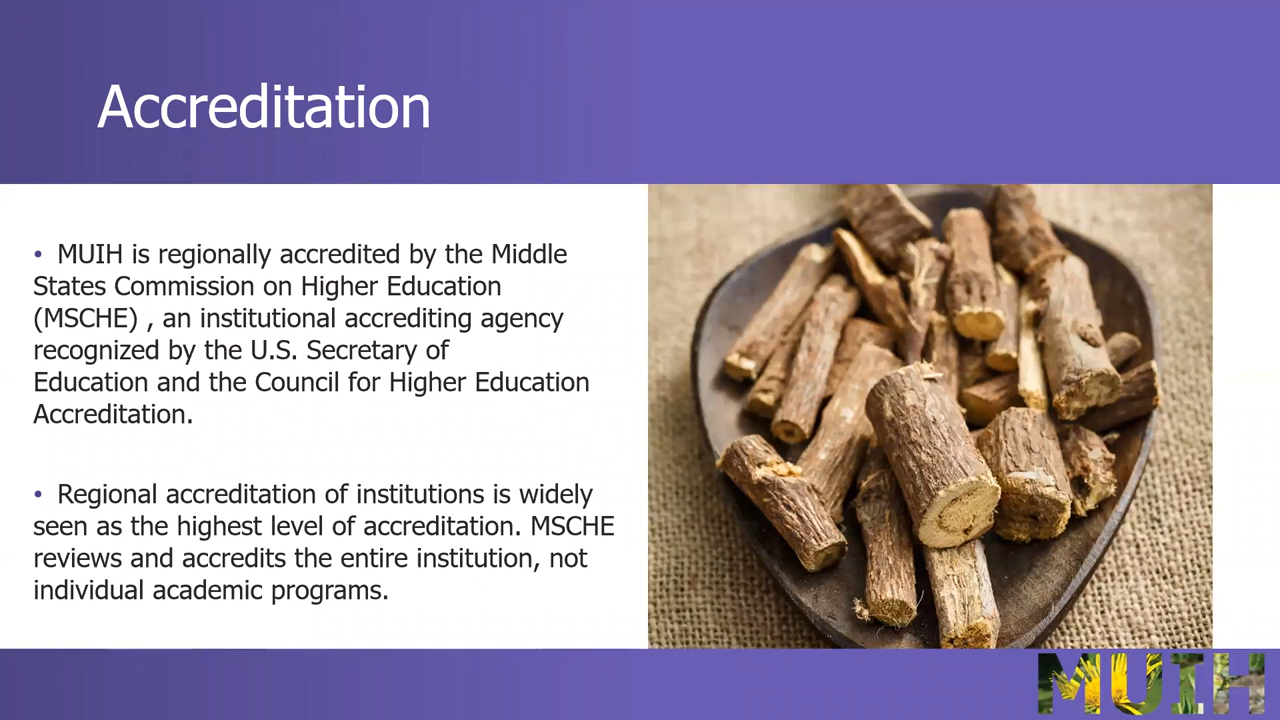 Accreditation
• MUIH is regionally accredited by the Middle
States Commission on Higher Education
(MSCHE) , an institutional accrediting agency
recognized by the U.S. Secretary of
Education and the Council for Higher Education
Accreditation.
• Regional accreditation of institutions is widely
seen as the highest level of accreditation. MSCHE
reviews and accredits the entire institution, not
individual academic programs.
MUIH